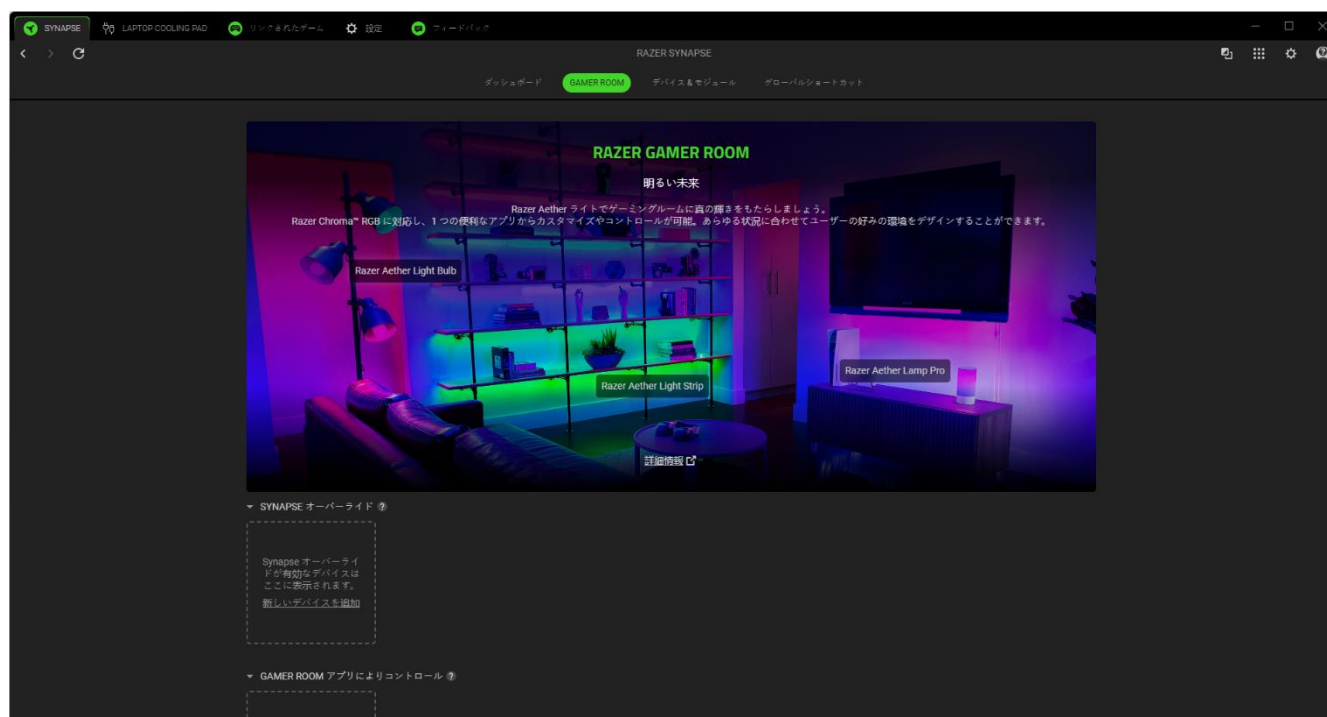 SYNAPSE
LAPTOP COOLING PAD
リンクされたゲーム
設定
フィードバック
RAZER SYNAPSE
ダッシュボード
GAMER ROOM
デバイス＆モジュール
グローバルショートカット
RAZER GAMER ROOM
明るい未来
Razer Aether ライトでゲーミングルームに真の輝きをもたらしましょう。
Razer Chroma™ RGB に対応し、1 つの便利なアプリからカスタマイズやコントロールが可能。あらゆる状況に合わせてユーザーの好みの環境をデザインすることができます。
Razer Aether Light Bulb
Razer Aether Lamp Pro
Razer Aether Light Strip
詳細情報
SYNAPSE オーバーライド ?
Synapse オーバーライ
ドが有効なデバイスは
ここに表示されます。
新しいデバイスを追加
GAMER ROOM アプリによりコントロール ?